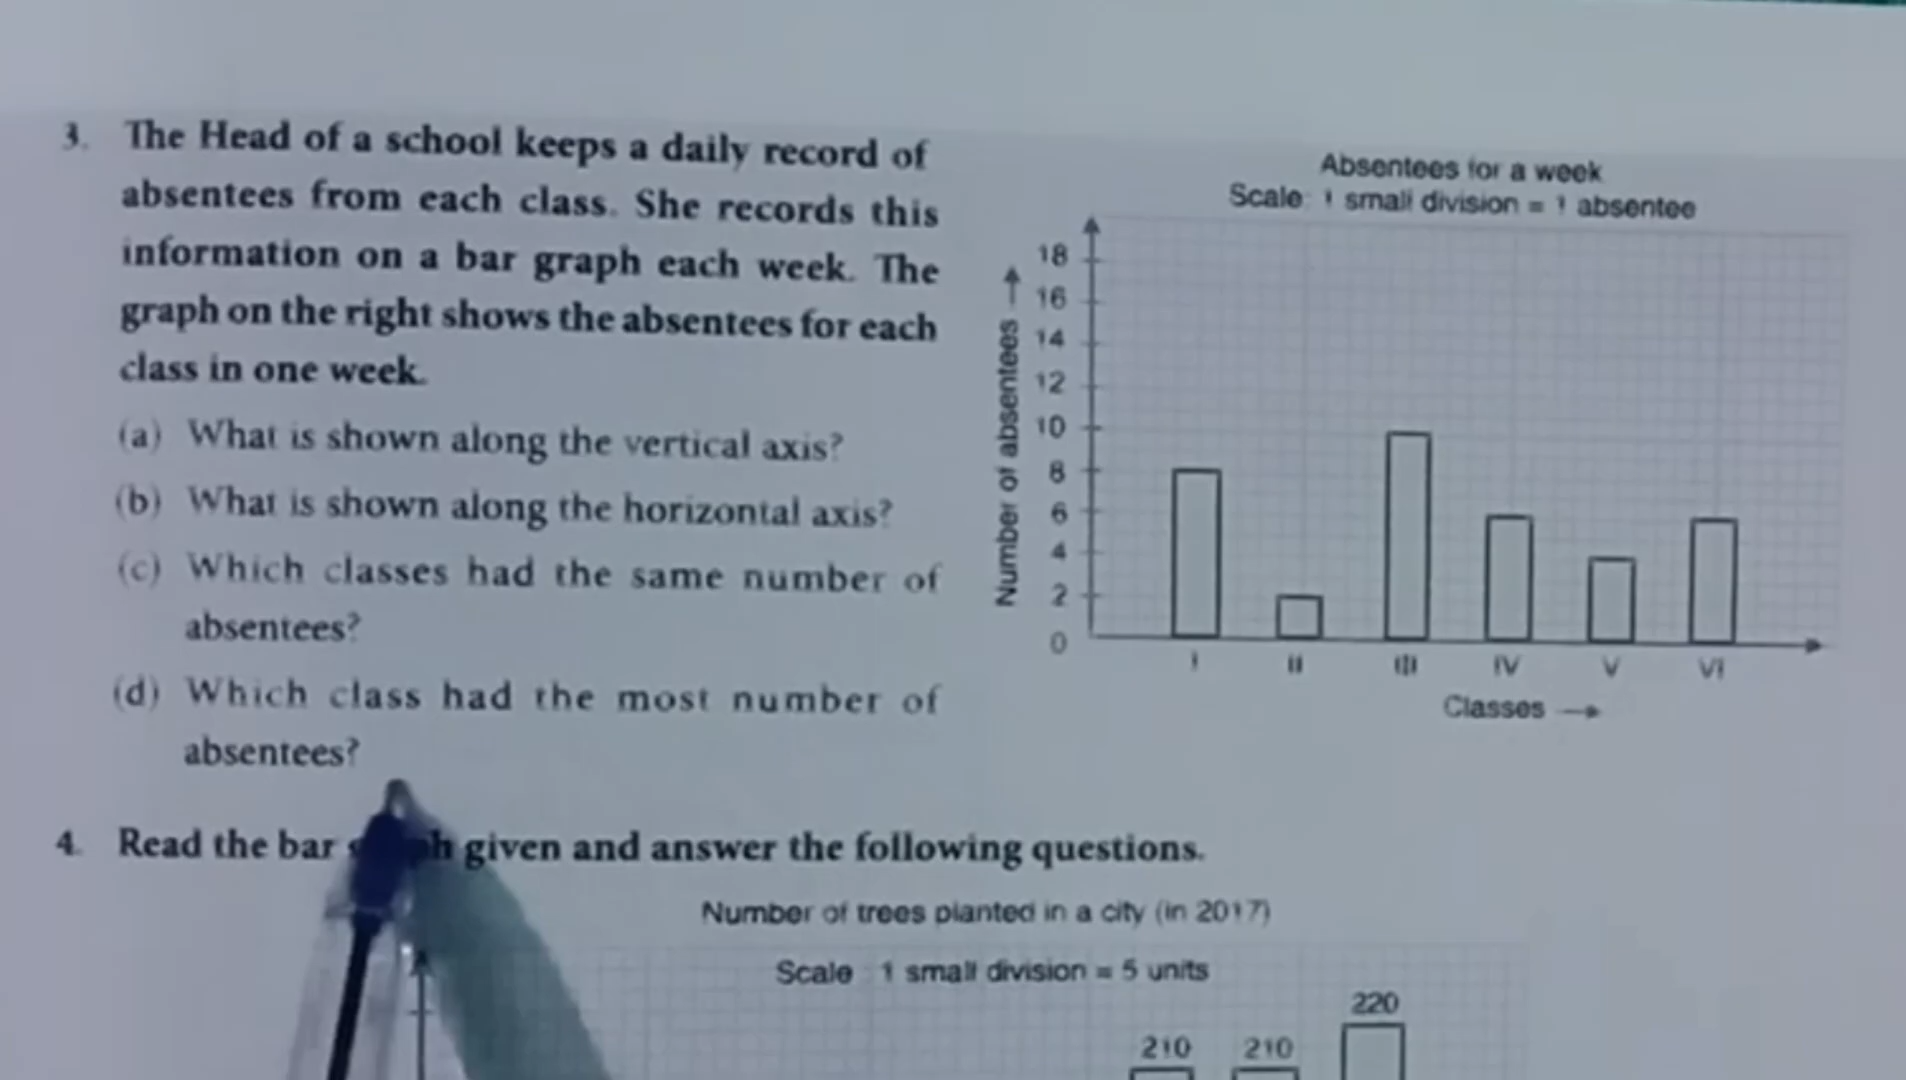 3. The Head of a school keeps a daily record of
absentees from each class. She records this
information on a bar graph each week. The
graph on the right shows the absentees for each
class in one week.
(a) What is shown along the vertical axis?
(b) What is shown along the horizontal axis?
(c) Which classes had the same number of
absentees?
(d) Which class had the most number of
absentees?
Absentees for a week
Scale: 1 small division = 1 absentee
Number of absentees
18
16
14
12
10
8
6
4
2
0
I II III IV V VI
Classes
4. Read the bar given and answer the following questions.
Number of trees planted in a city (in 2017)
Scale 1 small division = 5 units
210 210 220